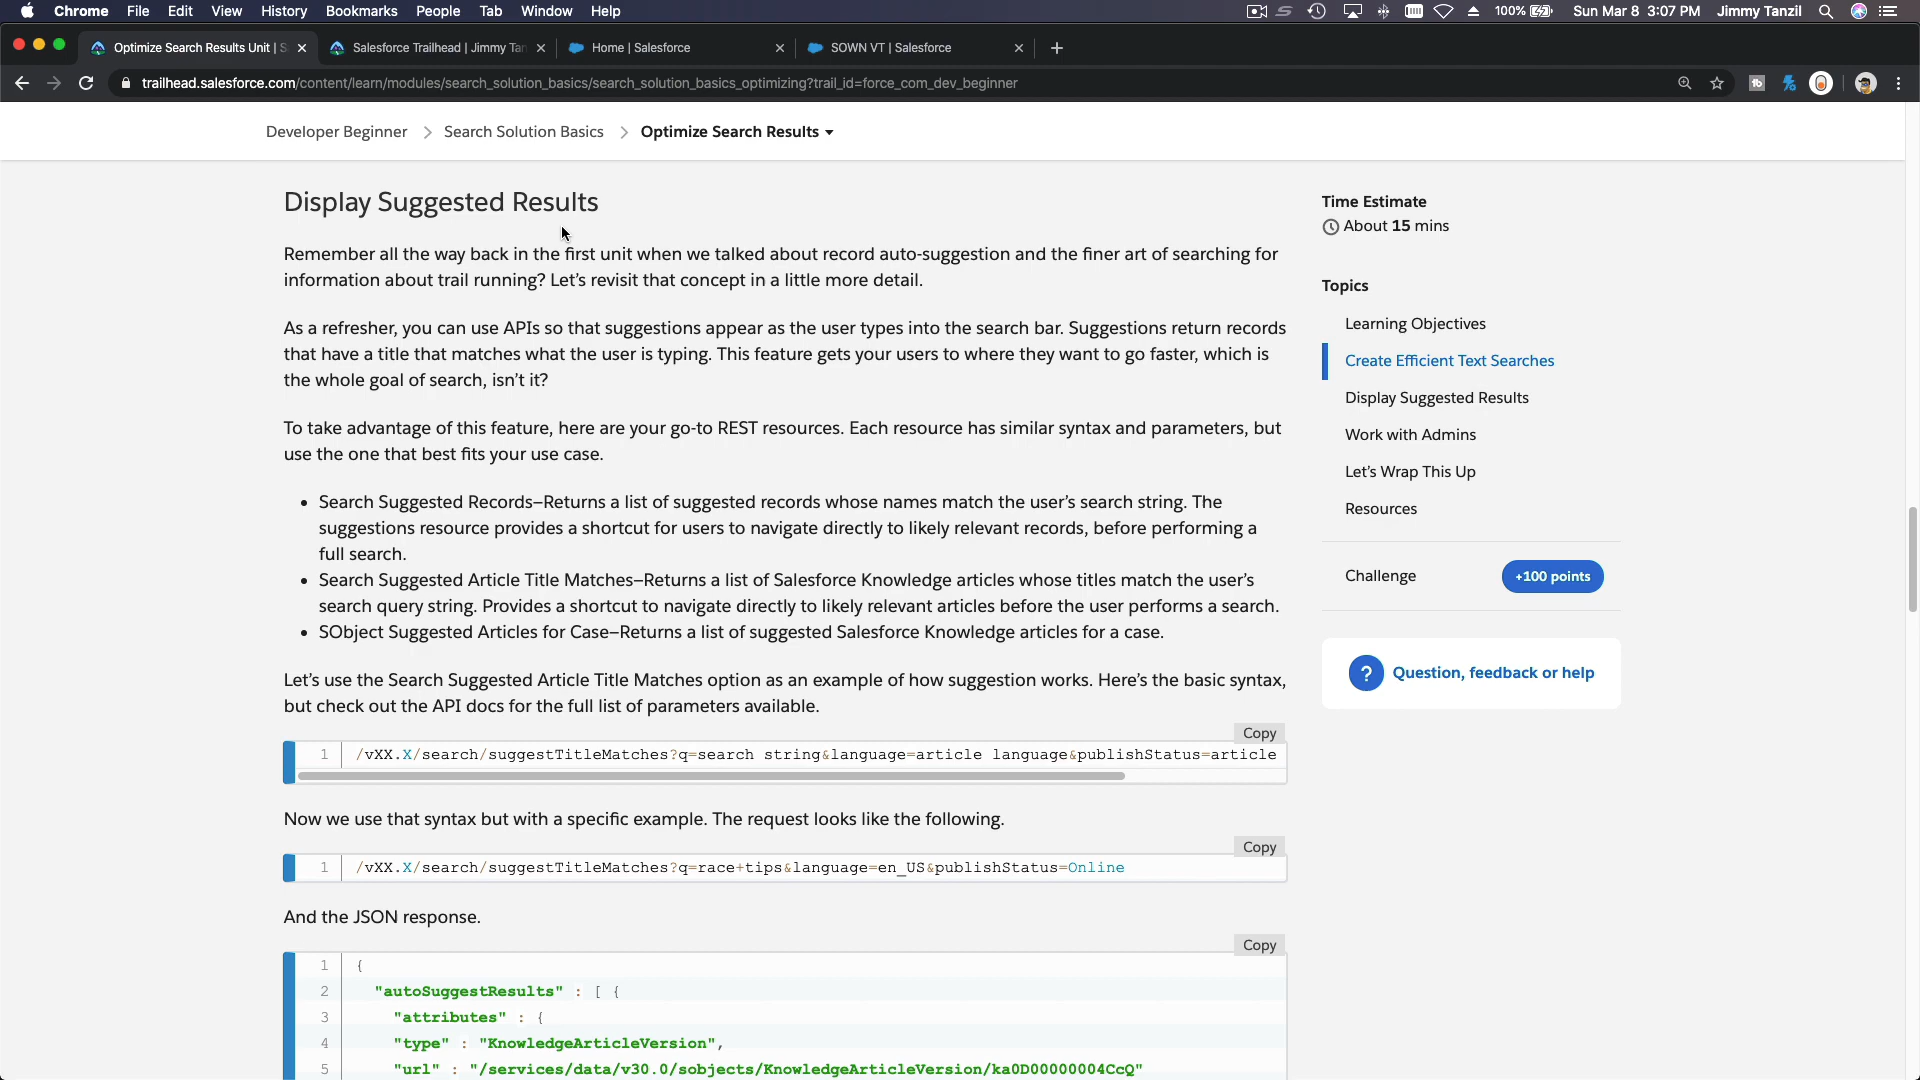 Chrome File Edit View History Bookmarks People Tab Window Help 100% Sun Mar 8 3:07 PM Jimmy Tanzil
Optimize Search Results Unit | S Salesforce Trailhead | Jimmy Tan Home | Salesforce SOWN VT | Salesforce
trailhead.salesforce.com/content/learn/modules/search_solution_basics/search_solution_basics_optimizing?trail_id=force_com_dev_beginner
Developer Beginner Search Solution Basics Optimize Search Results
Display Suggested Results
Remember all the way back in the first unit when we talked about record auto-suggestion and the finer art of searching for
information about trail running? Let’s revisit that concept in a little more detail.
As a refresher, you can use APIs so that suggestions appear as the user types into the search bar. Suggestions return records
that have a title that matches what the user is typing. This feature gets your users to where they want to go faster, which is
the whole goal of search, isn’t it?
To take advantage of this feature, here are your go-to REST resources. Each resource has similar syntax and parameters, but
use the one that best fits your use case.
• Search Suggested Records—Returns a list of suggested records whose names match the user’s search string. The
suggestions resource provides a shortcut for users to navigate directly to likely relevant records, before performing a
full search.
• Search Suggested Article Title Matches—Returns a list of Salesforce Knowledge articles whose titles match the user’s
search query string. Provides a shortcut to navigate directly to likely relevant articles before the user performs a search.
• SObject Suggested Articles for Case—Returns a list of suggested Salesforce Knowledge articles for a case.
Let’s use the Search Suggested Article Title Matches option as an example of how suggestion works. Here’s the basic syntax,
but check out the API docs for the full list of parameters available.
Copy
1 /vXX.X/search/suggestTitleMatches?q=search string&language=article language&publishStatus=article
Now we use that syntax but with a specific example. The request looks like the following.
Copy
1 /vXX.X/search/suggestTitleMatches?q=race+tips&language=en_US&publishStatus=Online
And the JSON response.
Copy
1 {
2 "autoSuggestResults" : [ {
3 "attributes" : {
4 "type" : "KnowledgeArticleVersion",
5 "url" : "/services/data/v30.0/sobjects/KnowledgeArticleVersion/ka0D00000004CcQ"
Time Estimate
About 15 mins
Topics
Learning Objectives
Create Efficient Text Searches
Display Suggested Results
Work with Admins
Let’s Wrap This Up
Resources
Challenge +100 points
? Question, feedback or help